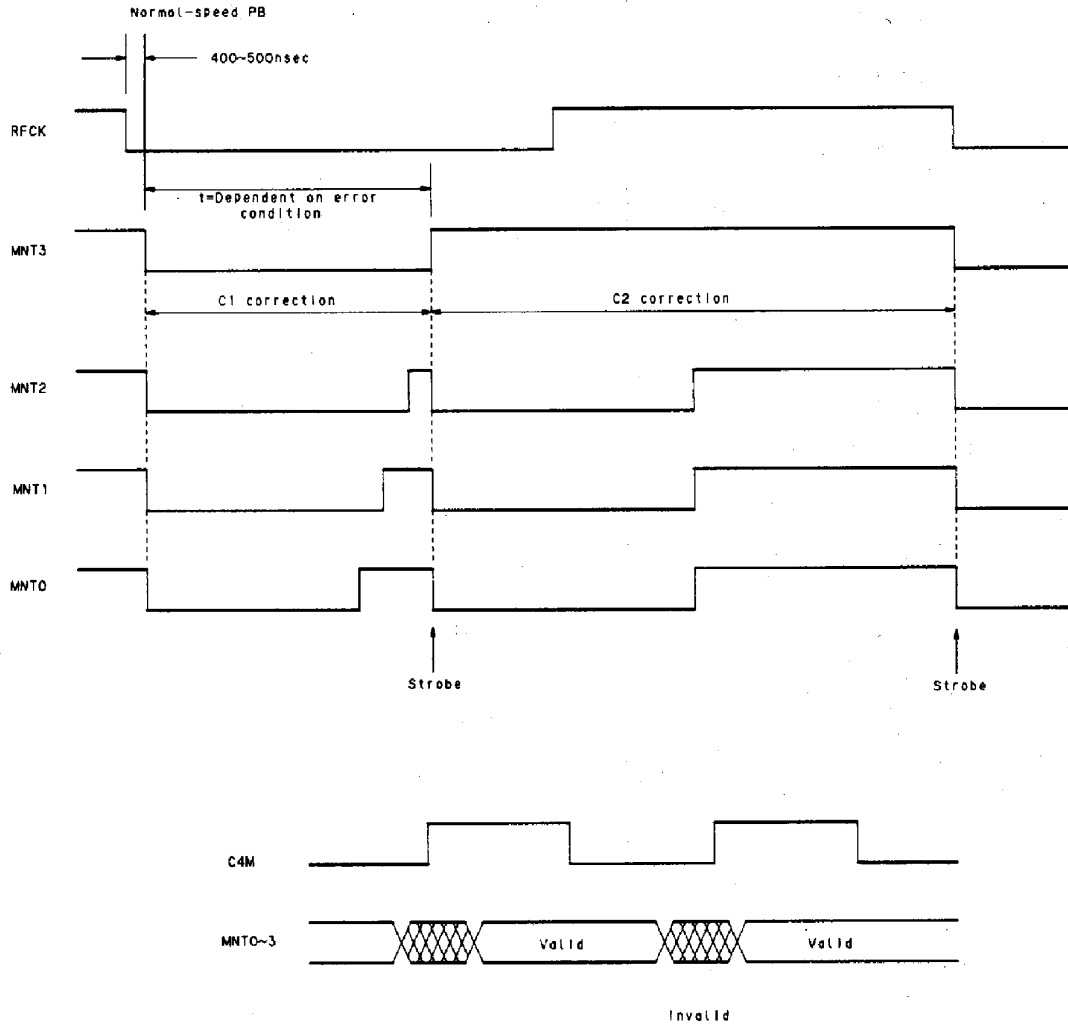 Normal-speed PB
400~500nsec
RFCK
t=Dependent on error
condition
MNT3
C1 correction
C2 correction
MNT2
MNT1
MNT0
Strobe
Strobe
C4M
MNT0~3
Valid
Valid
Invalid